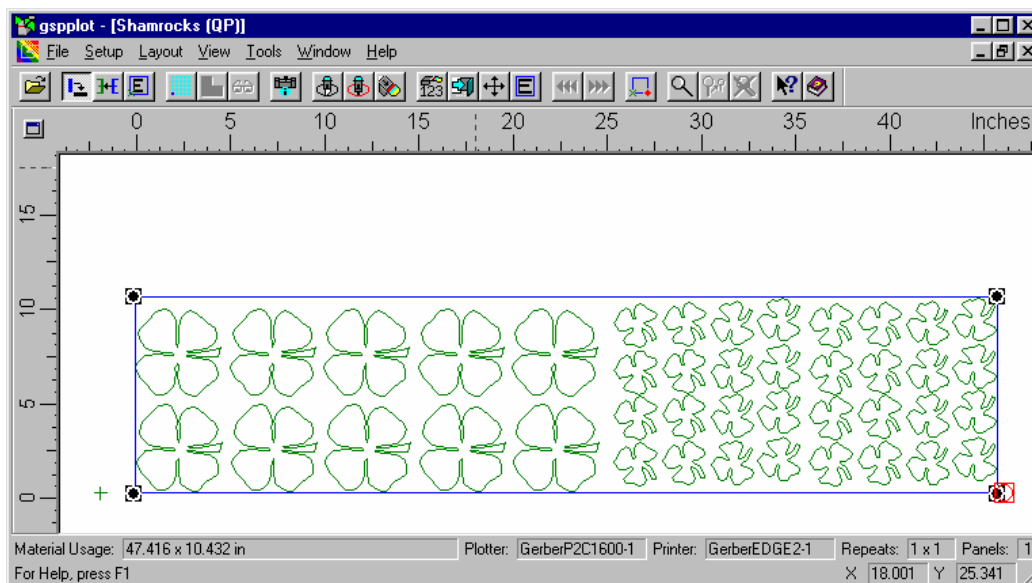 gspplot - [Shamrocks (QP)]
File Setup Layout View Tools Window Help
E 123 E ?
0 5 10 15 20 25 30 35 40 Inches
15
10
5
0
Material Usage: 47.416 x 10.432 in Plotter: GerberP2C1600-1 Printer: GerberEDGE2-1 Repeats: 1 x 1 Panels: 1
For Help, press F1 X 18.001 Y 25.341